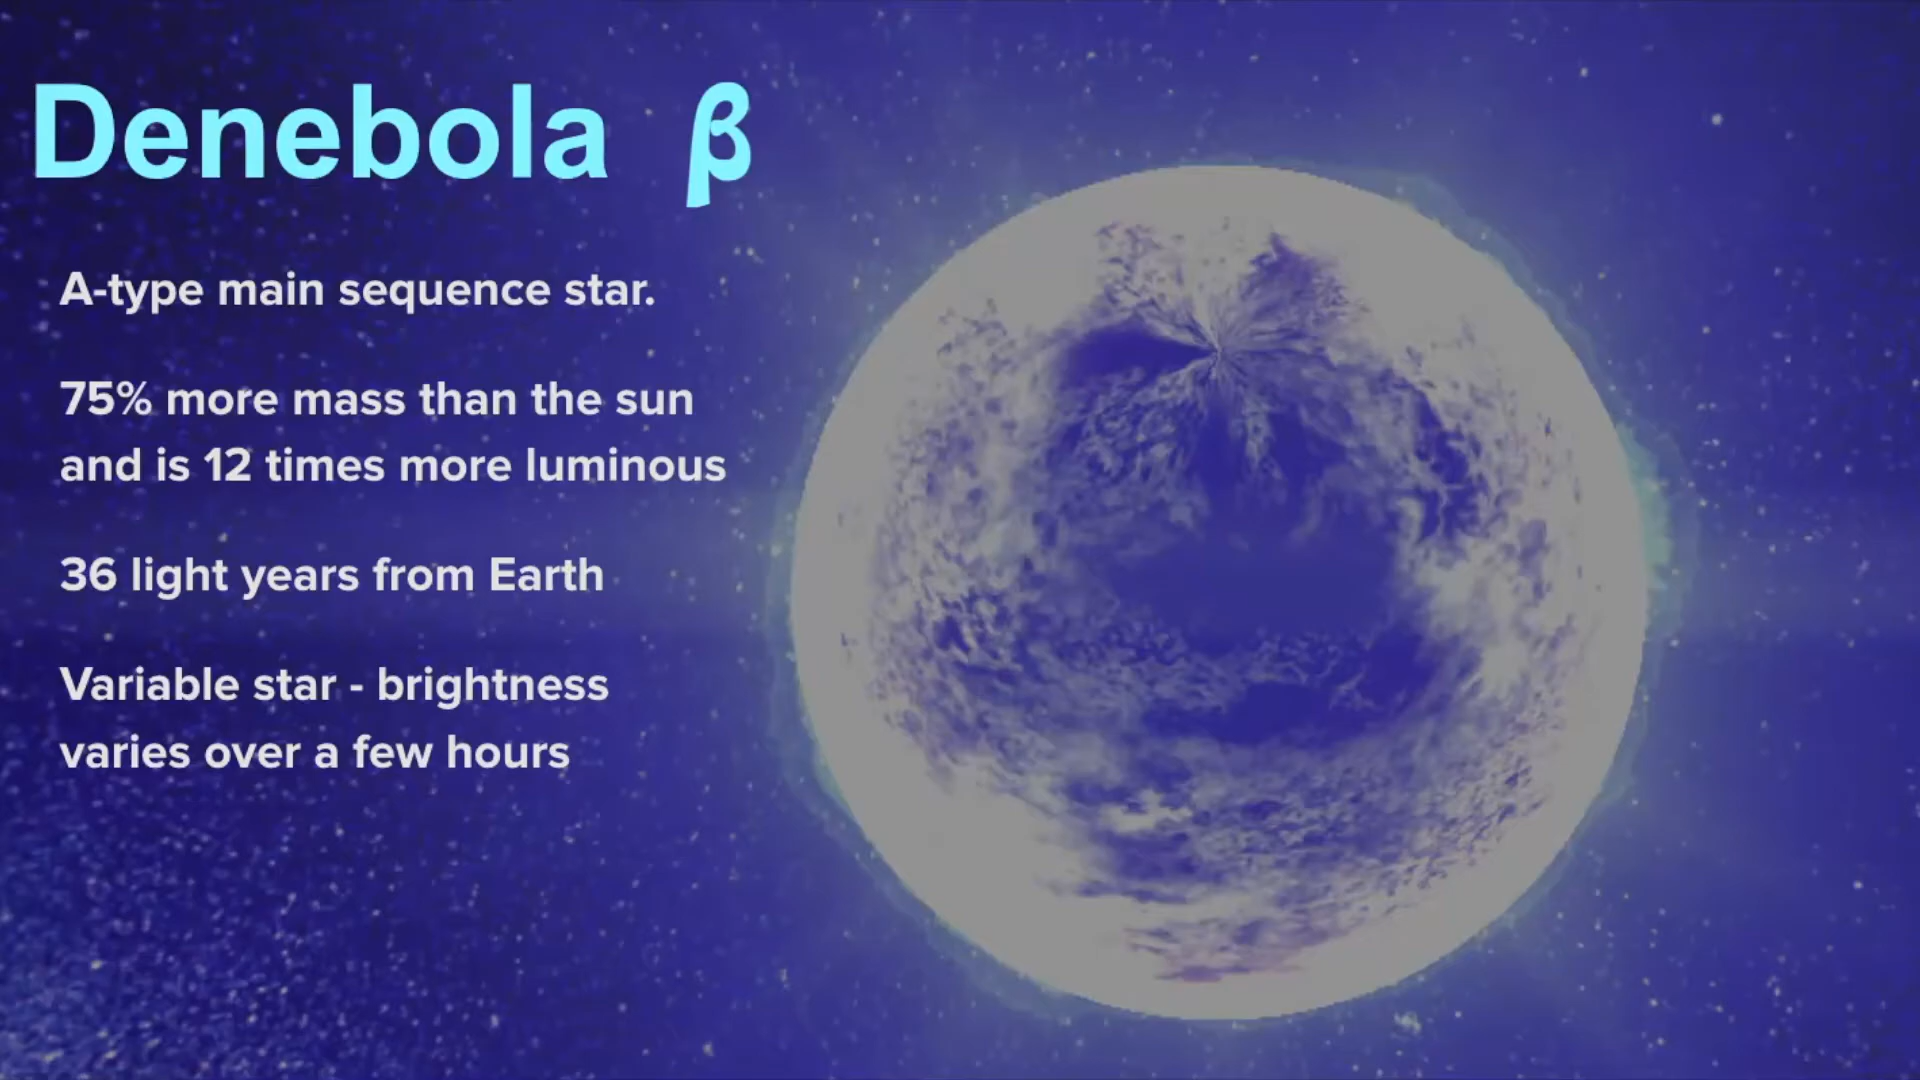 Denebola β
A-type main sequence star.
75% more mass than the sun
and is 12 times more luminous
36 light years from Earth
Variable star - brightness
varies over a few hours